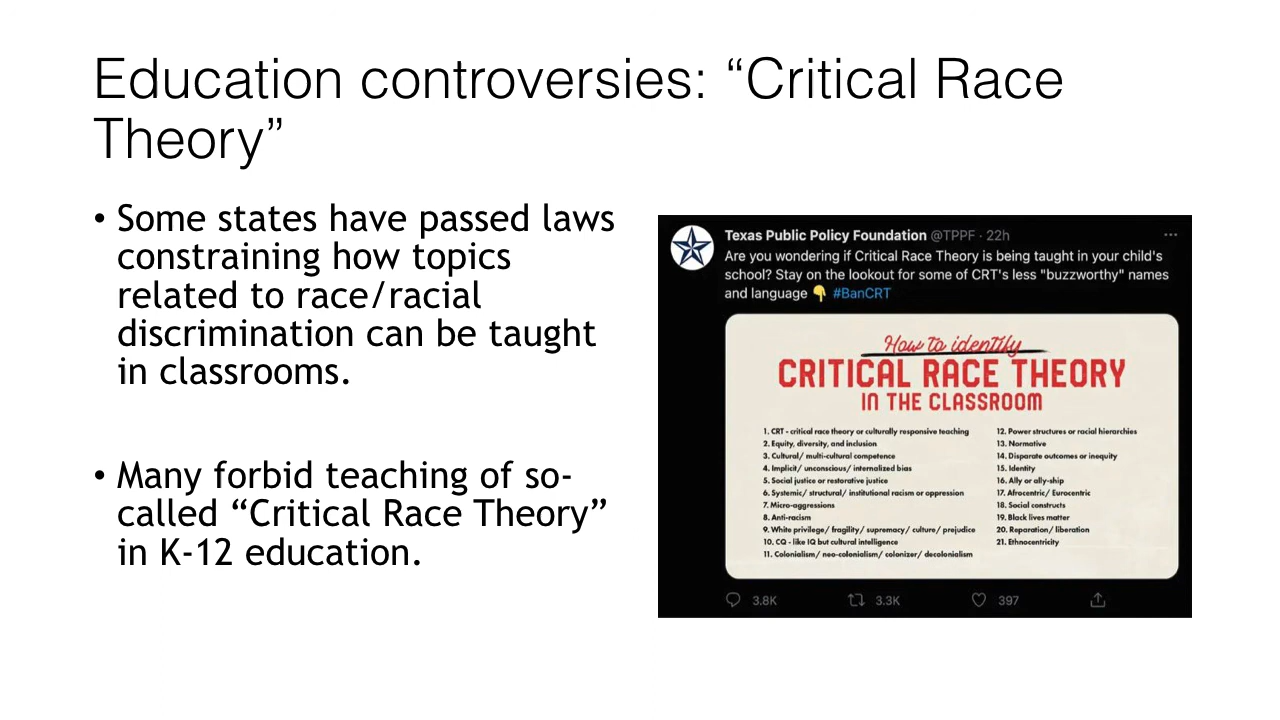 Education controversies: “Critical Race
Theory”
• Some states have passed laws
constraining how topics
related to race/racial
discrimination can be taught
in classrooms.
• Many forbid teaching of so-
called “Critical Race Theory”
in K-12 education.
Texas Public Policy Foundation @TPPF · 22h
Are you wondering if Critical Race Theory is being taught in your child's
school? Stay on the lookout for some of CRT's less "buzzworthy" names
and language 👇 #BanCRT
How to identify
CRITICAL RACE THEORY
IN THE CLASSROOM
1. CRT - critical race theory or culturally responsive teaching
2. Equity, diversity, and inclusion
3. Cultural/ multi-cultural competence
4. Implicit/ unconscious/ internalized bias
5. Social justice or restorative justice
6. Systemic/ structural/ institutional racism or oppression
7. Micro-aggressions
8. Anti-racism
9. White privilege/ fragility/ supremacy/ culture/ prejudice
10. CQ - like IQ but cultural intelligence
11. Colonialism/ neo-colonialism/ colonizer/ decolonialism
12. Power structures or racial hierarchies
13. Normative
14. Disparate outcomes or inequity
15. Identity
16. Ally or ally-ship
17. Afrocentric/ Eurocentric
18. Social constructs
19. Black lives matter
20. Reparation/ liberation
21. Ethnocentricity
3.8K 3.3K 397